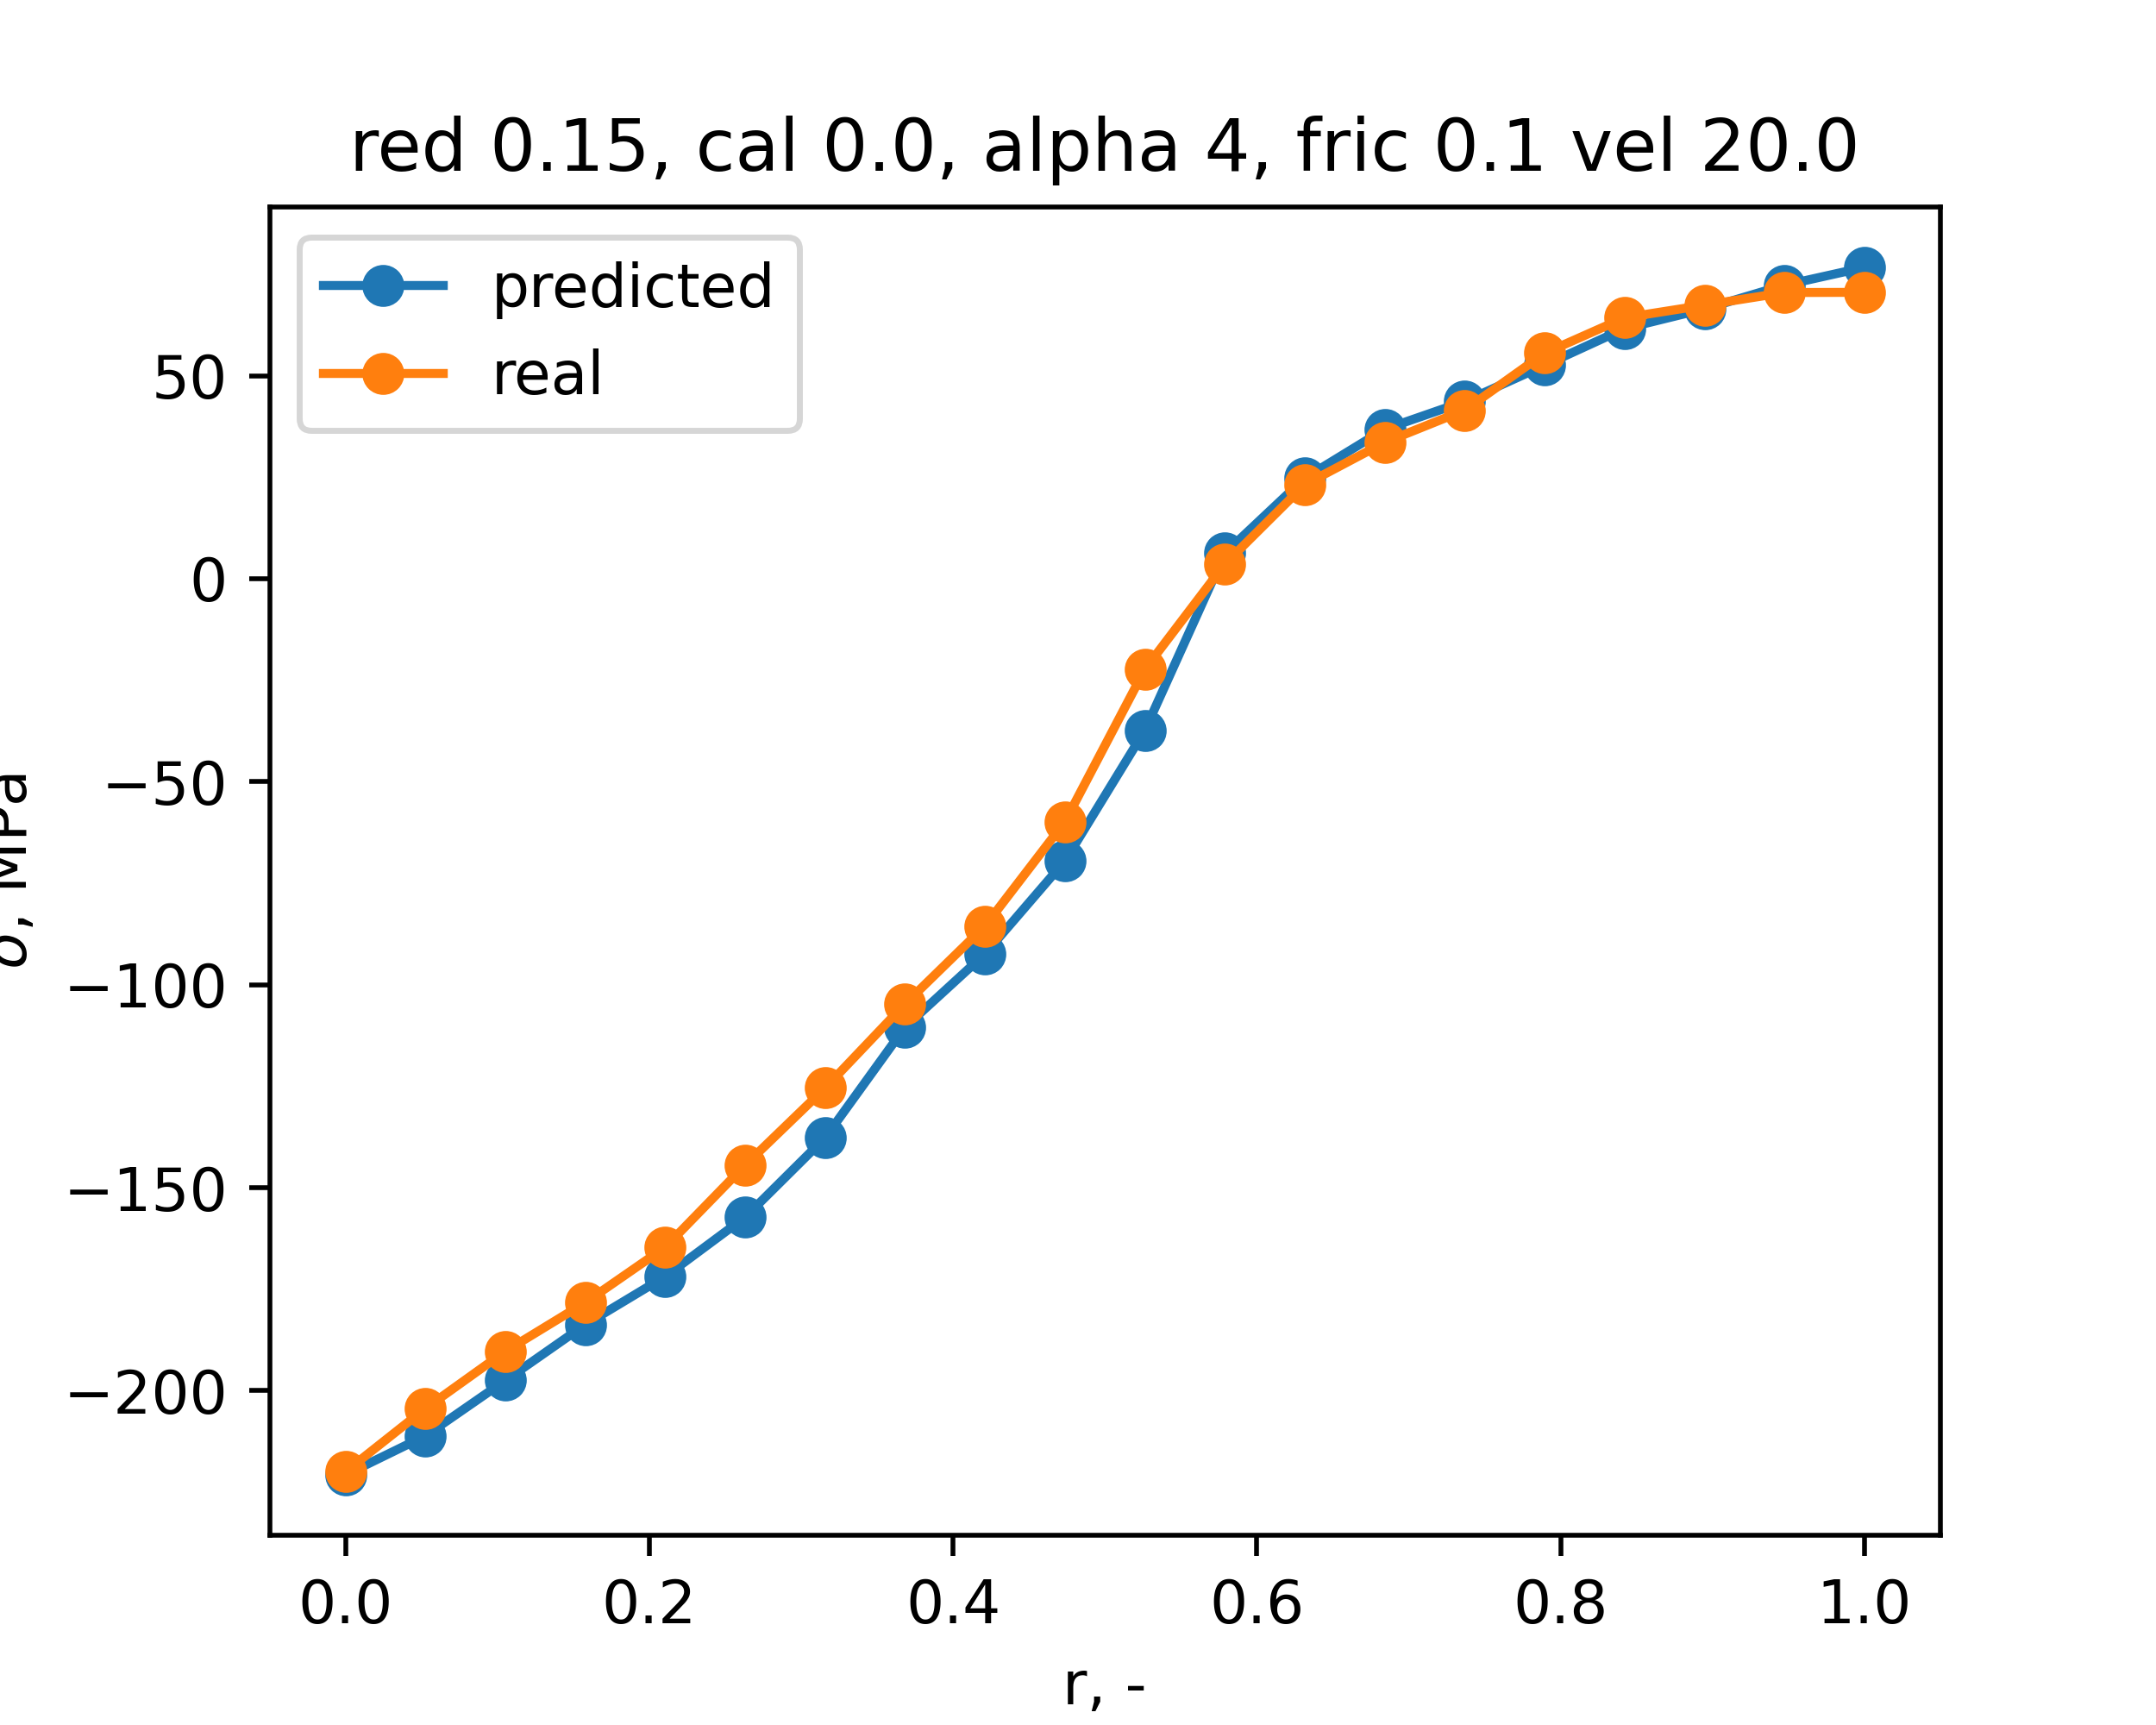 red 0.15, cal 0.0, alpha 4, fric 0.1 vel 20.0
predicted
real
50
0
−50
−100
−150
−200
σ, MPa
0.0 0.2 0.4 0.6 0.8 1.0
r, -